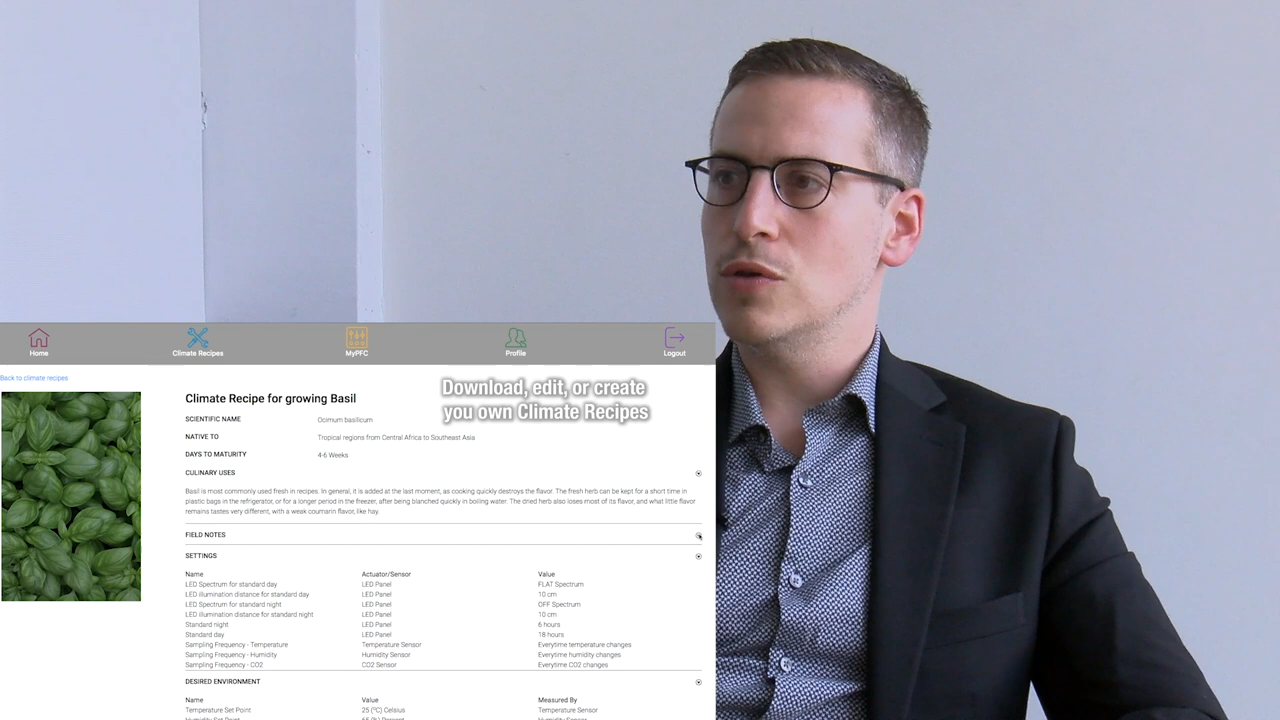 Home Climate Recipes MyPFC Profile Logout
Back to climate recipes
Download, edit, or create
you own Climate Recipes
Climate Recipe for growing Basil
SCIENTIFIC NAME Ocimum basilicum
NATIVE TO Tropical regions from Central Africa to Southeast Asia
DAYS TO MATURITY 4-6 Weeks
CULINARY USES
Basil is most commonly used fresh in recipes. In general, it is added at the last moment, as cooking quickly destroys the flavor. The fresh herb can be kept for a short time in
plastic bags in the refrigerator, or for a longer period in the freezer, after being blanched quickly in boiling water. The dried herb also loses most of its flavor, and what little flavor
remains tastes very different, with a weak coumarin flavor, like hay.
FIELD NOTES
SETTINGS
Name Actuator/Sensor Value
LED Spectrum for standard day LED Panel FLAT Spectrum
LED illumination distance for standard day LED Panel 10 cm
LED Spectrum for standard night LED Panel OFF Spectrum
LED illumination distance for standard night LED Panel 10 cm
Standard night LED Panel 6 hours
Standard day LED Panel 18 hours
Sampling Frequency - Temperature Temperature Sensor Everytime temperature changes
Sampling Frequency - Humidity Humidity Sensor Everytime humidity changes
Sampling Frequency - CO2 CO2 Sensor Everytime CO2 changes
DESIRED ENVIRONMENT
Name Value Measured By
Temperature Set Point 25 (°C) Celsius Temperature Sensor